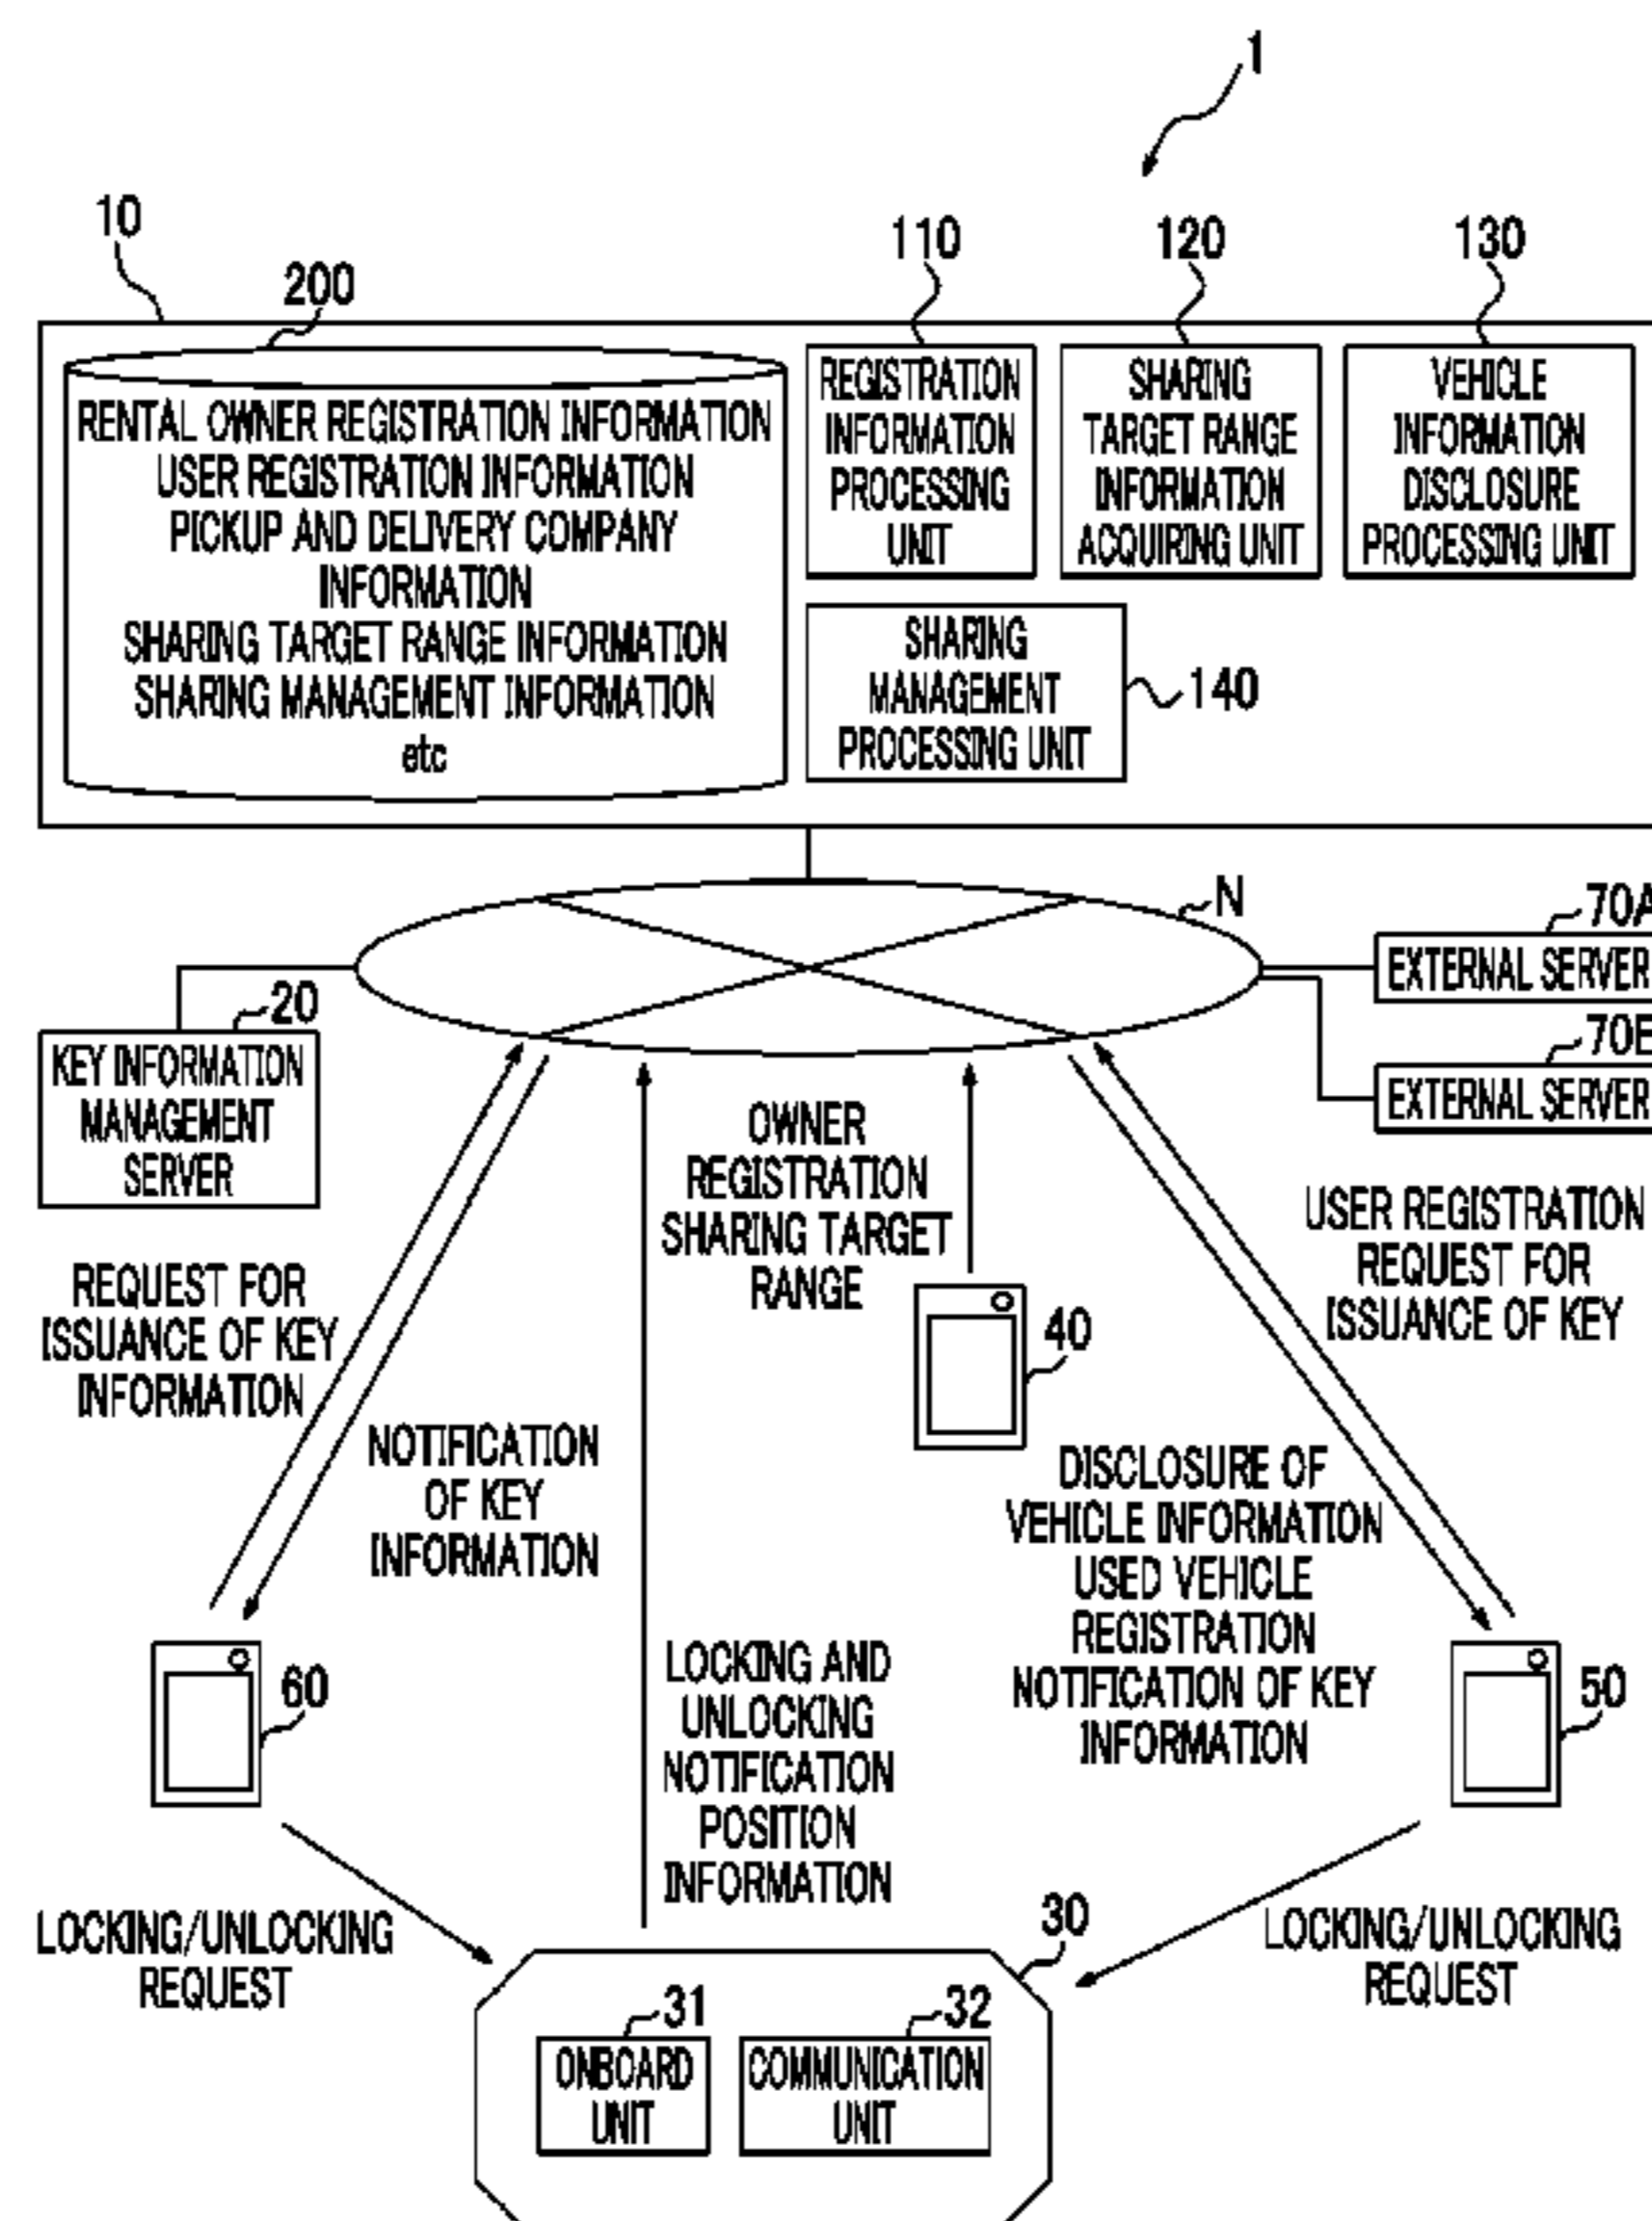 1
10
200
110
120
130
RENTAL OWNER REGISTRATION INFORMATION
USER REGISTRATION INFORMATION
PICKUP AND DELIVERY COMPANY
INFORMATION
SHARING TARGET RANGE INFORMATION
SHARING MANAGEMENT INFORMATION
etc
REGISTRATION
INFORMATION
PROCESSING
UNIT
SHARING
TARGET RANGE
INFORMATION
ACQUIRING UNIT
VEHICLE
INFORMATION
DISCLOSURE
PROCESSING UNIT
SHARING
MANAGEMENT
PROCESSING UNIT
140
N
70A
EXTERNAL SERVER
20
KEY INFORMATION
MANAGEMENT
SERVER
EXTERNAL SERVER
OWNER
REGISTRATION
SHARING TARGET
RANGE
USER REGISTRATION
REQUEST FOR
ISSUANCE OF KEY
REQUEST FOR
ISSUANCE OF KEY
INFORMATION
40
NOTIFICATION
OF KEY
INFORMATION
DISCLOSURE OF
VEHICLE INFORMATION
USED VEHICLE
REGISTRATION
NOTIFICATION OF KEY
INFORMATION
60
LOCKING AND
UNLOCKING
NOTIFICATION
POSITION
INFORMATION
50
LOCKING/UNLOCKING
REQUEST
30
LOCKING/UNLOCKING
REQUEST
31
32
ONBOARD
UNIT
COMMUNICATION
UNIT